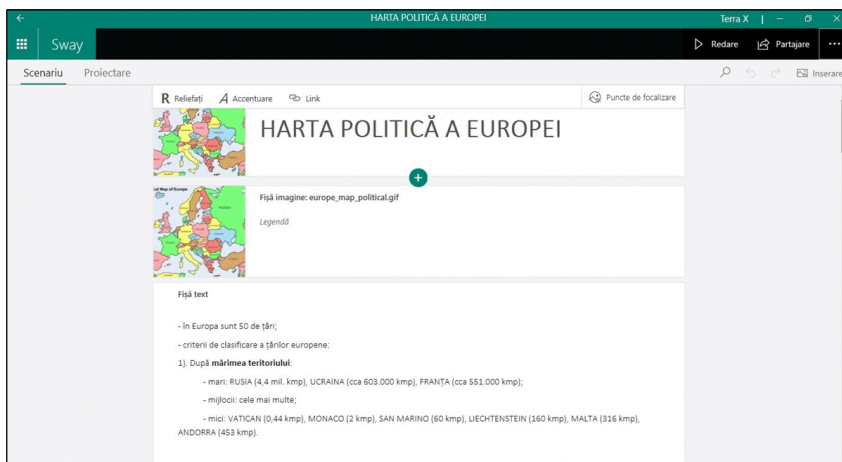 HARTA POLITICĂ A EUROPEI
Terra X
Sway
Redare
Partajare
Scenariu
Proiectare
Inserare
R Reliefați
A Accentuare
Link
Puncte de focalizare
HARTA POLITICĂ A EUROPEI
Map of Europe
Fișă imagine: europe_map_political.gif
Legendă
Fișă text
- în Europa sunt 50 de țări;
- criterii de clasificare a țărilor europene:
1). După mărimea teritoriului:
- mari: RUSIA (4,4 mil. kmp), UCRAINA (cca 603.000 kmp), FRANȚA (cca 551.000 kmp);
- mijlocii: cele mai multe;
- mici: VATICAN (0,44 kmp), MONACO (2 kmp), SAN MARINO (60 kmp), LIECHTENSTEIN (160 kmp), MALTA (316 kmp),
ANDORRA (453 kmp).